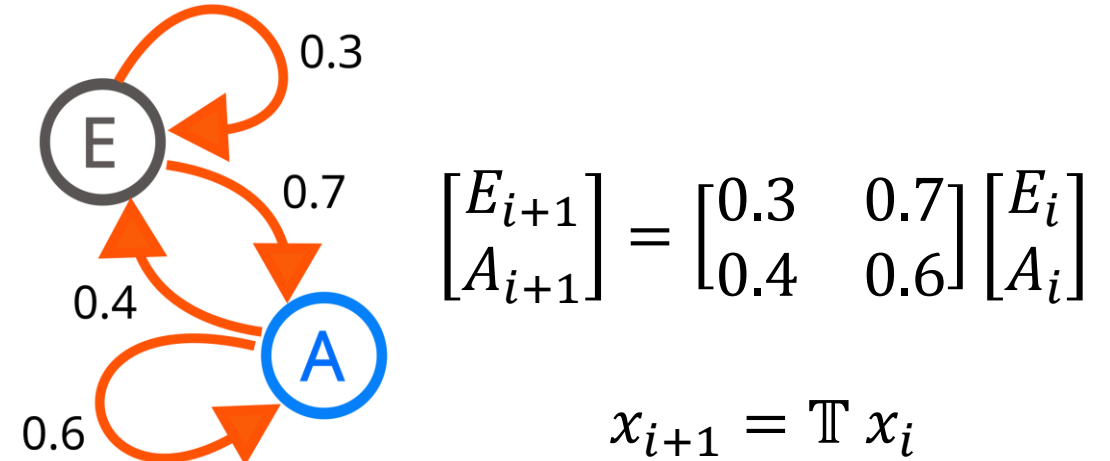 0.3
E
0.7
0.4
A
0.6
[E_{i+1} A_{i+1}] = [0.3 0.7 0.4 0.6] [E_i A_i]
x_{i+1} = 𝕋 x_i